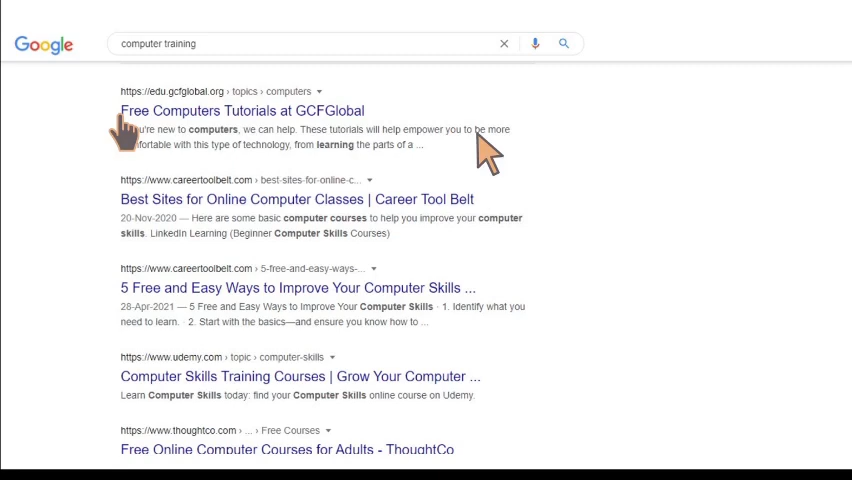 Google
computer training
https://edu.gcfglobal.org › topics › computers
Free Computers Tutorials at GCFGlobal
you're new to computers, we can help. These tutorials will help empower you to be more
comfortable with this type of technology, from learning the parts of a ...
https://www.careertoolbelt.com › best-sites-for-online-c...
Best Sites for Online Computer Classes | Career Tool Belt
20-Nov-2020 — Here are some basic computer courses to help you improve your computer
skills. LinkedIn Learning (Beginner Computer Skills Courses)
https://www.careertoolbelt.com › 5-free-and-easy-ways-...
5 Free and Easy Ways to Improve Your Computer Skills ...
28-Apr-2021 — 5 Free and Easy Ways to Improve Your Computer Skills · 1. Identify what you
need to learn. · 2. Start with the basics—and ensure you know how to ...
https://www.udemy.com › topic › computer-skills
Computer Skills Training Courses | Grow Your Computer ...
Learn Computer Skills today: find your Computer Skills online course on Udemy.
https://www.thoughtco.com › ... › Free Courses
Free Online Computer Courses for Adults - ThoughtCo